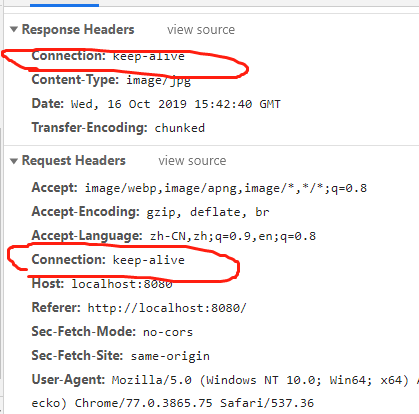 Response Headers view source
Connection: keep-alive
Content-Type: image/jpg
Date: Wed, 16 Oct 2019 15:42:40 GMT
Transfer-Encoding: chunked
Request Headers view source
Accept: image/webp,image/apng,image/*,*/*;q=0.8
Accept-Encoding: gzip, deflate, br
Accept-Language: zh-CN,zh;q=0.9,en;q=0.8
Connection: keep-alive
Host: localhost:8080
Referer: http://localhost:8080/
Sec-Fetch-Mode: no-cors
Sec-Fetch-Site: same-origin
User-Agent: Mozilla/5.0 (Windows NT 10.0; Win64; x64) A
ecko) Chrome/77.0.3865.75 Safari/537.36